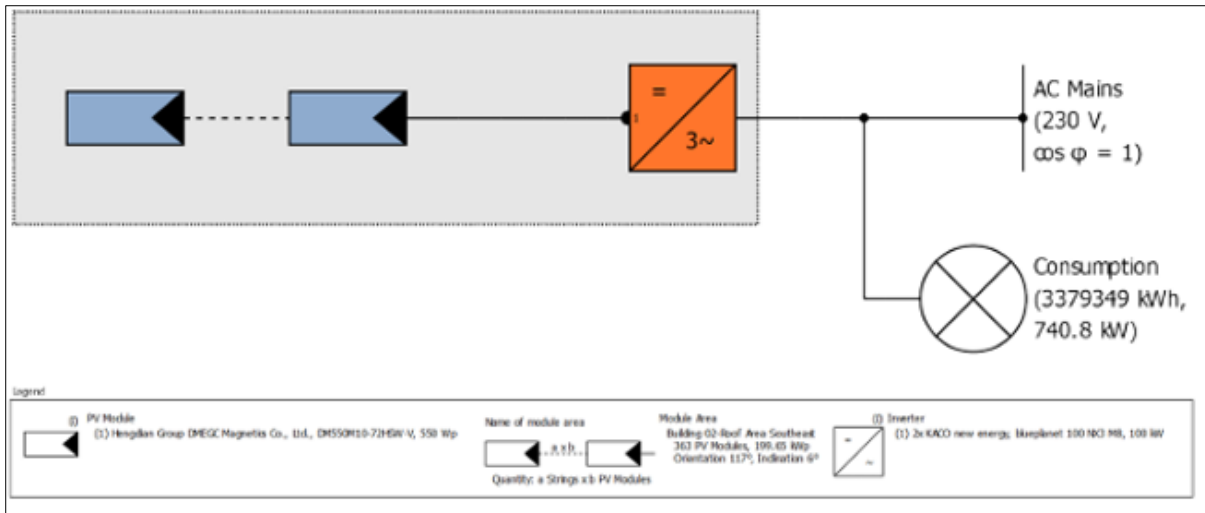 =
3~
AC Mains
(230 V,
cos φ = 1)
Consumption
(3379349 kWh,
740.8 kW)
Legend
(i) PV Module
(1) Hengdian Group DMEGC Magnetics Co., Ltd., DM550M10-72HSW-V, 550 Wp
Name of module area
a x b
Quantity: a Strings x b PV Modules
Module Area
Building 02-Roof Area Southeast
363 PV Modules, 199.65 kWp
Orientation 117°, Inclination 6°
(i) Inverter
=
~
(1) 2x KACO new energy, blueplanet 100 NX3 M8, 100 kW